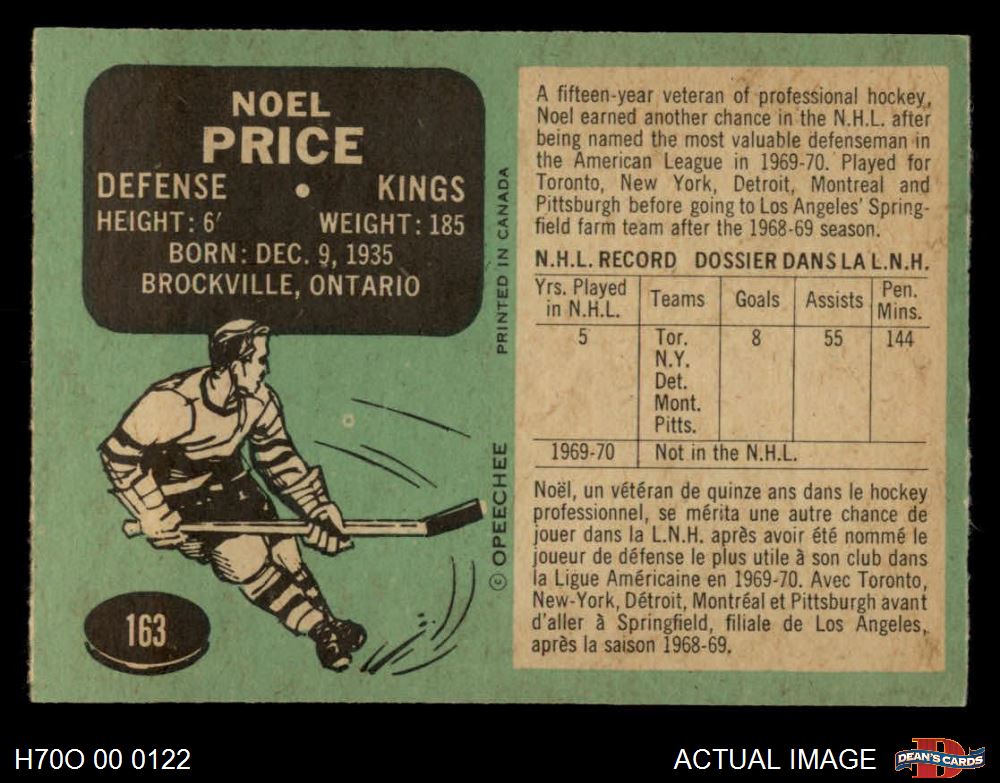 NOEL
PRICE
DEFENSE • KINGS
HEIGHT: 6′ WEIGHT: 185
BORN: DEC. 9, 1935
BROCKVILLE, ONTARIO
163
© OPEECHEE PRINTED IN CANADA
A fifteen-year veteran of professional hockey,
Noel earned another chance in the N.H.L. after
being named the most valuable defenseman in
the American League in 1969-70. Played for
Toronto, New York, Detroit, Montreal and
Pittsburgh before going to Los Angeles' Spring-
field farm team after the 1968-69 season.
N.H.L. RECORD DOSSIER DANS LA L.N.H.
Yrs. Played Teams Goals Assists Pen.
in N.H.L. Mins.
5 Tor. 8 55 144
N.Y.
Det.
Mont.
Pitts.
1969-70 Not in the N.H.L.
Noël, un vétéran de quinze ans dans le hockey
professionnel, se mérita une autre chance de
jouer dans la L.N.H. après avoir été nommé le
joueur de défense le plus utile à son club dans
la Ligue Américaine en 1969-70. Avec Toronto,
New-York, Détroit, Montréal et Pittsburgh avant
d'aller à Springfield, filiale de Los Angeles,
après la saison 1968-69.
H70O 00 0122 ACTUAL IMAGE D DEAN'S CARDS